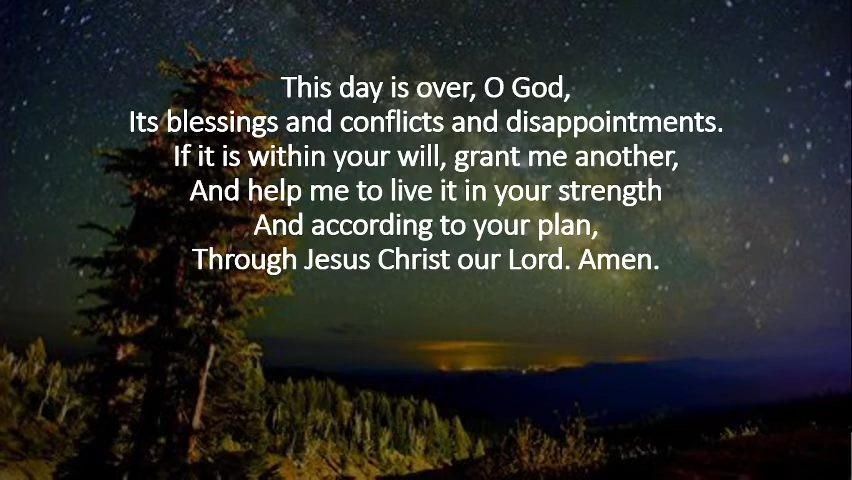 This day is over, O God,
Its blessings and conflicts and disappointments.
If it is within your will, grant me another,
And help me to live it in your strength
And according to your plan,
Through Jesus Christ our Lord. Amen.